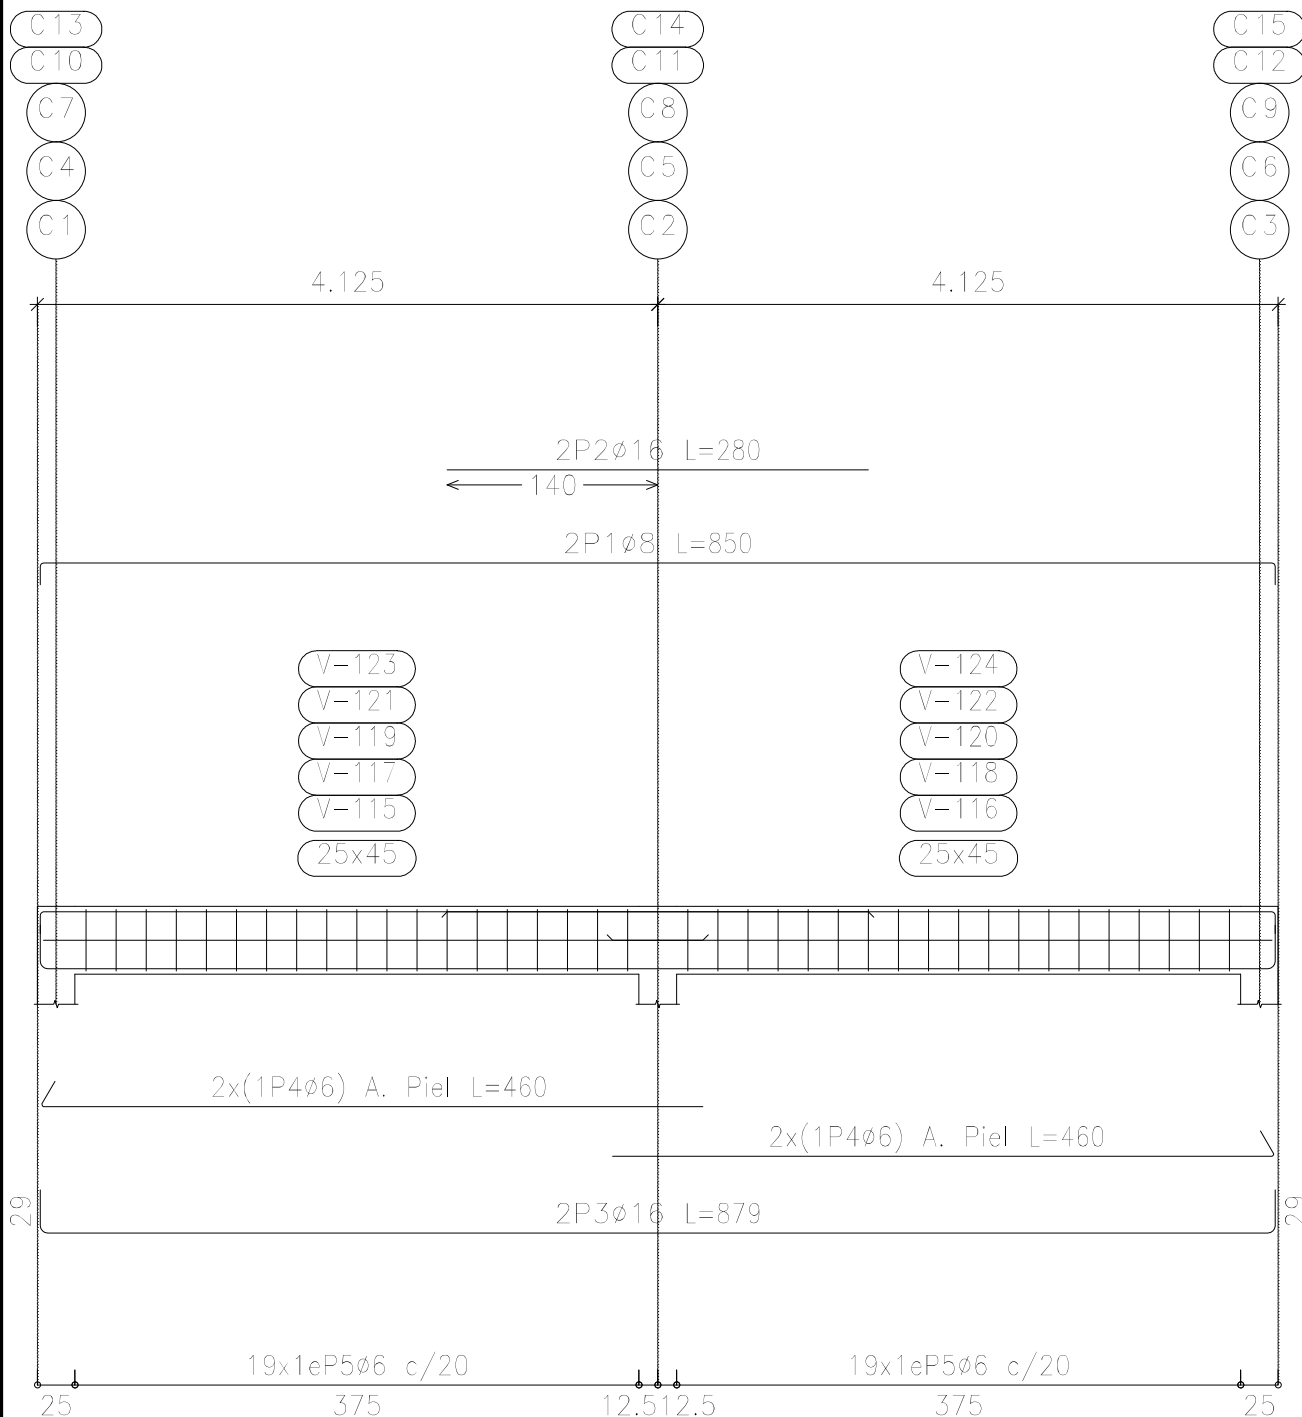 C13 C14 C15
C10 C11 C12
C7 C8 C9
C4 C5 C6
C1 C2 C3
4.125 4.125
2P2ø16 L=280
140
2P1ø8 L=850
V-123 V-124
V-121 V-122
V-119 V-120
V-117 V-118
V-115 V-116
25x45 25x45
2x(1P4ø6) A. Piel L=460
2x(1P4ø6) A. Piel L=460
29 2P3ø16 L=879 29
19x1eP5ø6 c/20 19x1eP5ø6 c/20
25 375 12.5 12.5 375 25